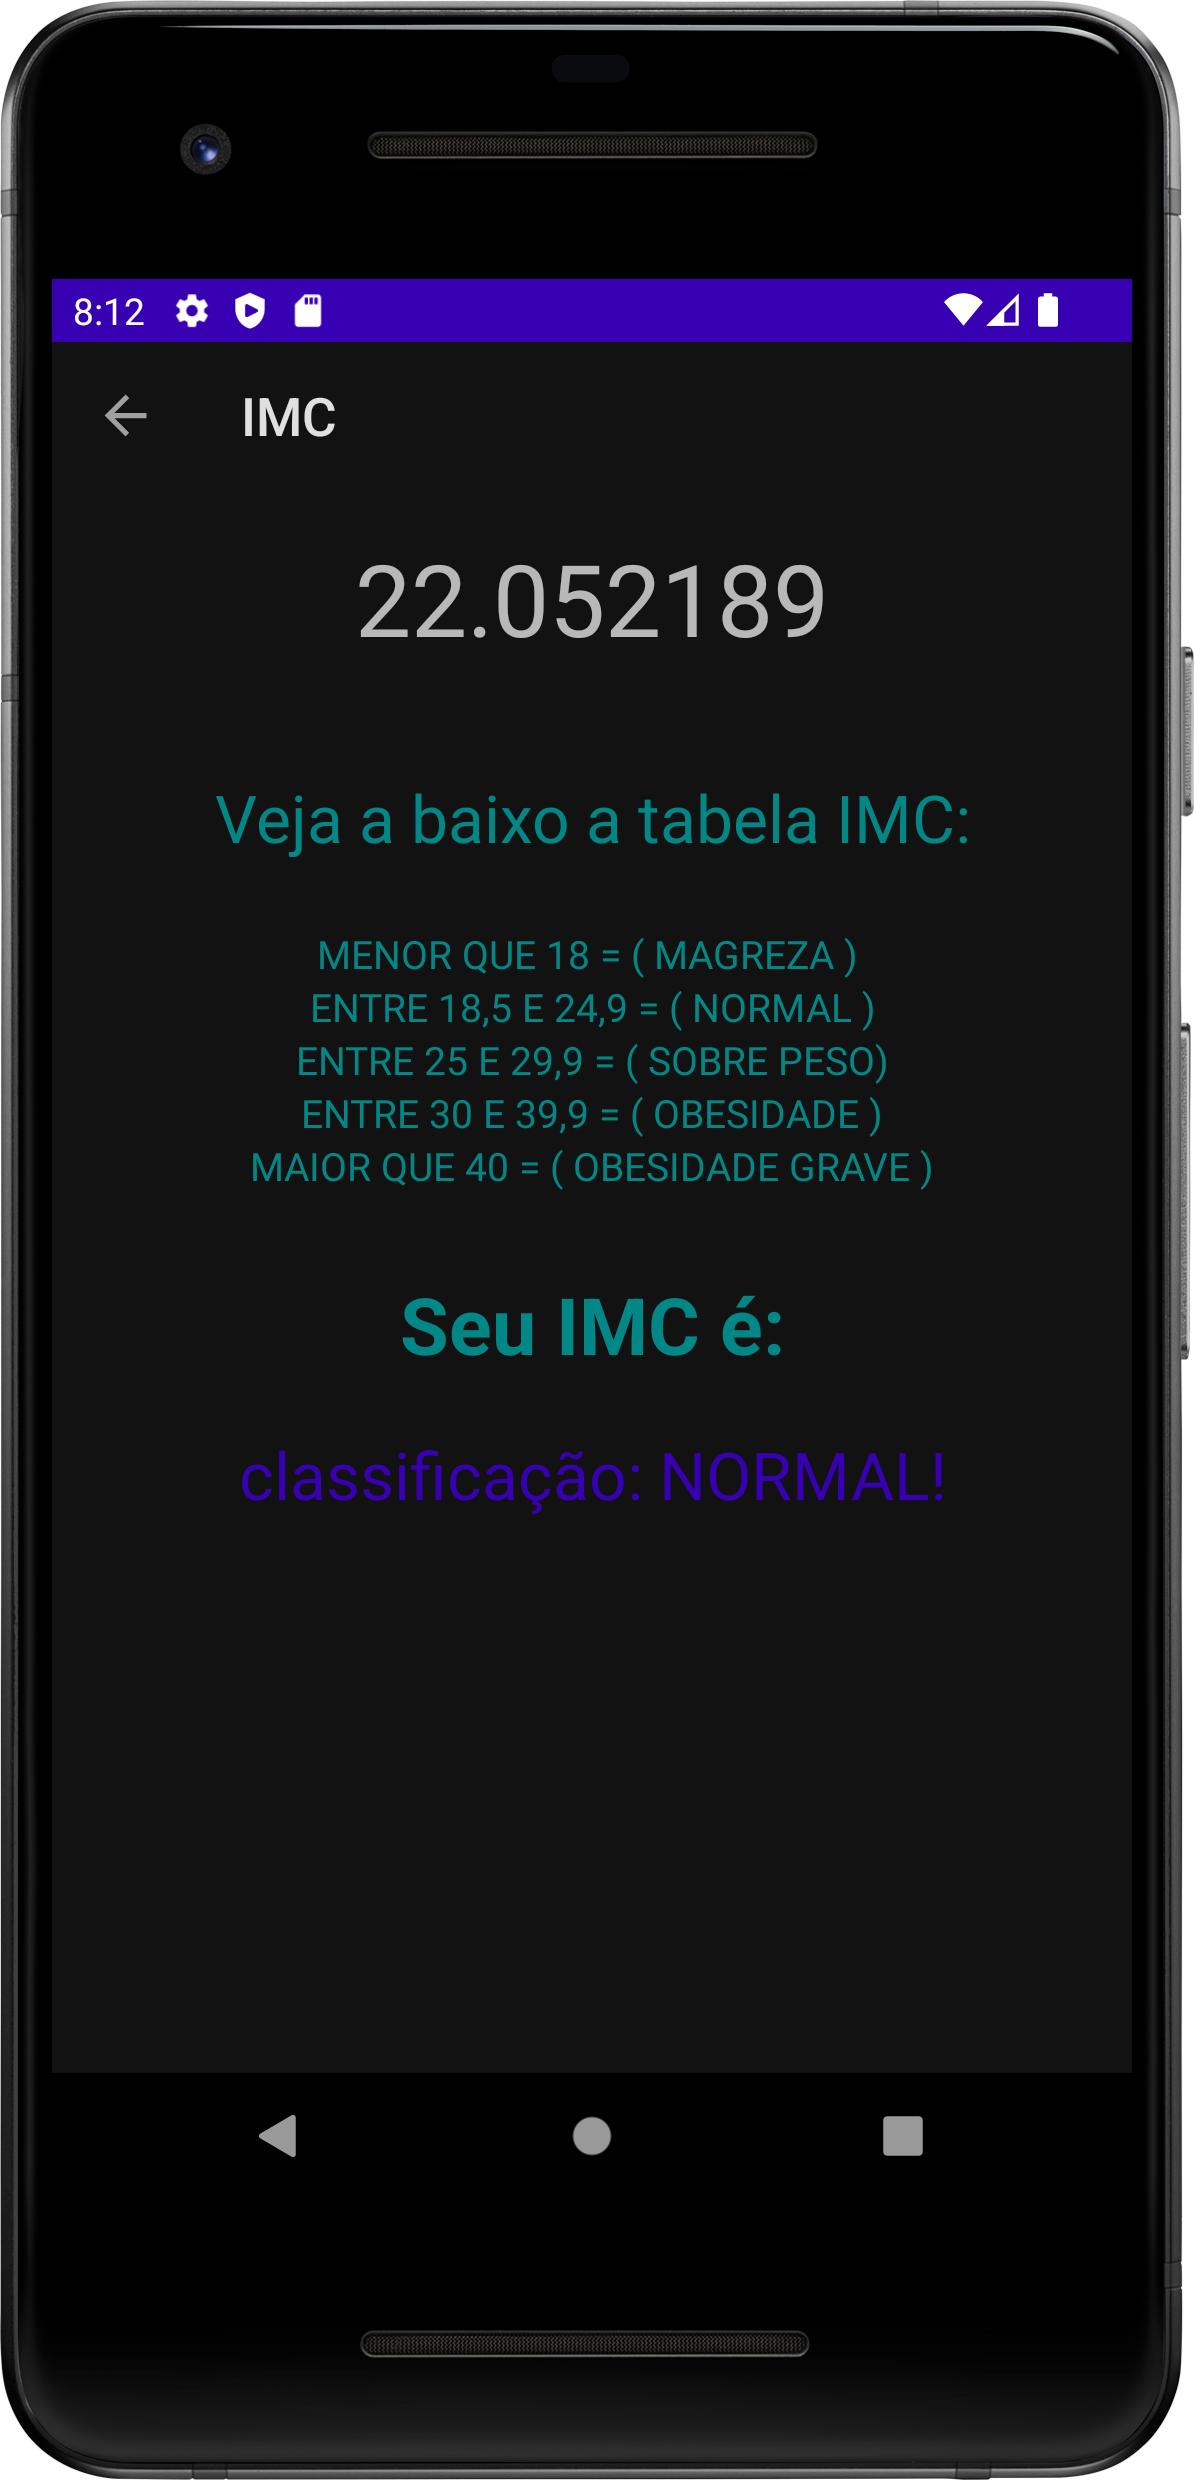 8:12
IMC
22.052189
Veja a baixo a tabela IMC:
MENOR QUE 18 = ( MAGREZA )
ENTRE 18,5 E 24,9 = ( NORMAL )
ENTRE 25 E 29,9 = ( SOBRE PESO)
ENTRE 30 E 39,9 = ( OBESIDADE )
MAIOR QUE 40 = ( OBESIDADE GRAVE )
Seu IMC é:
classificação: NORMAL!